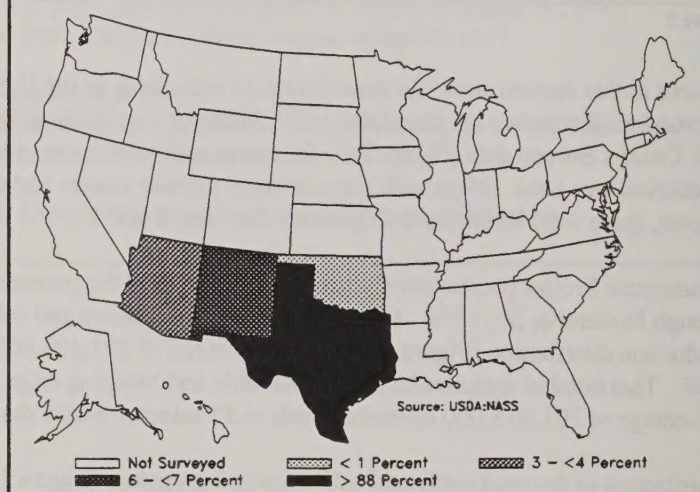 Source: USDA:NASS
Not Surveyed
< 1 Percent
3 – <4 Percent
6 – <7 Percent
> 88 Percent